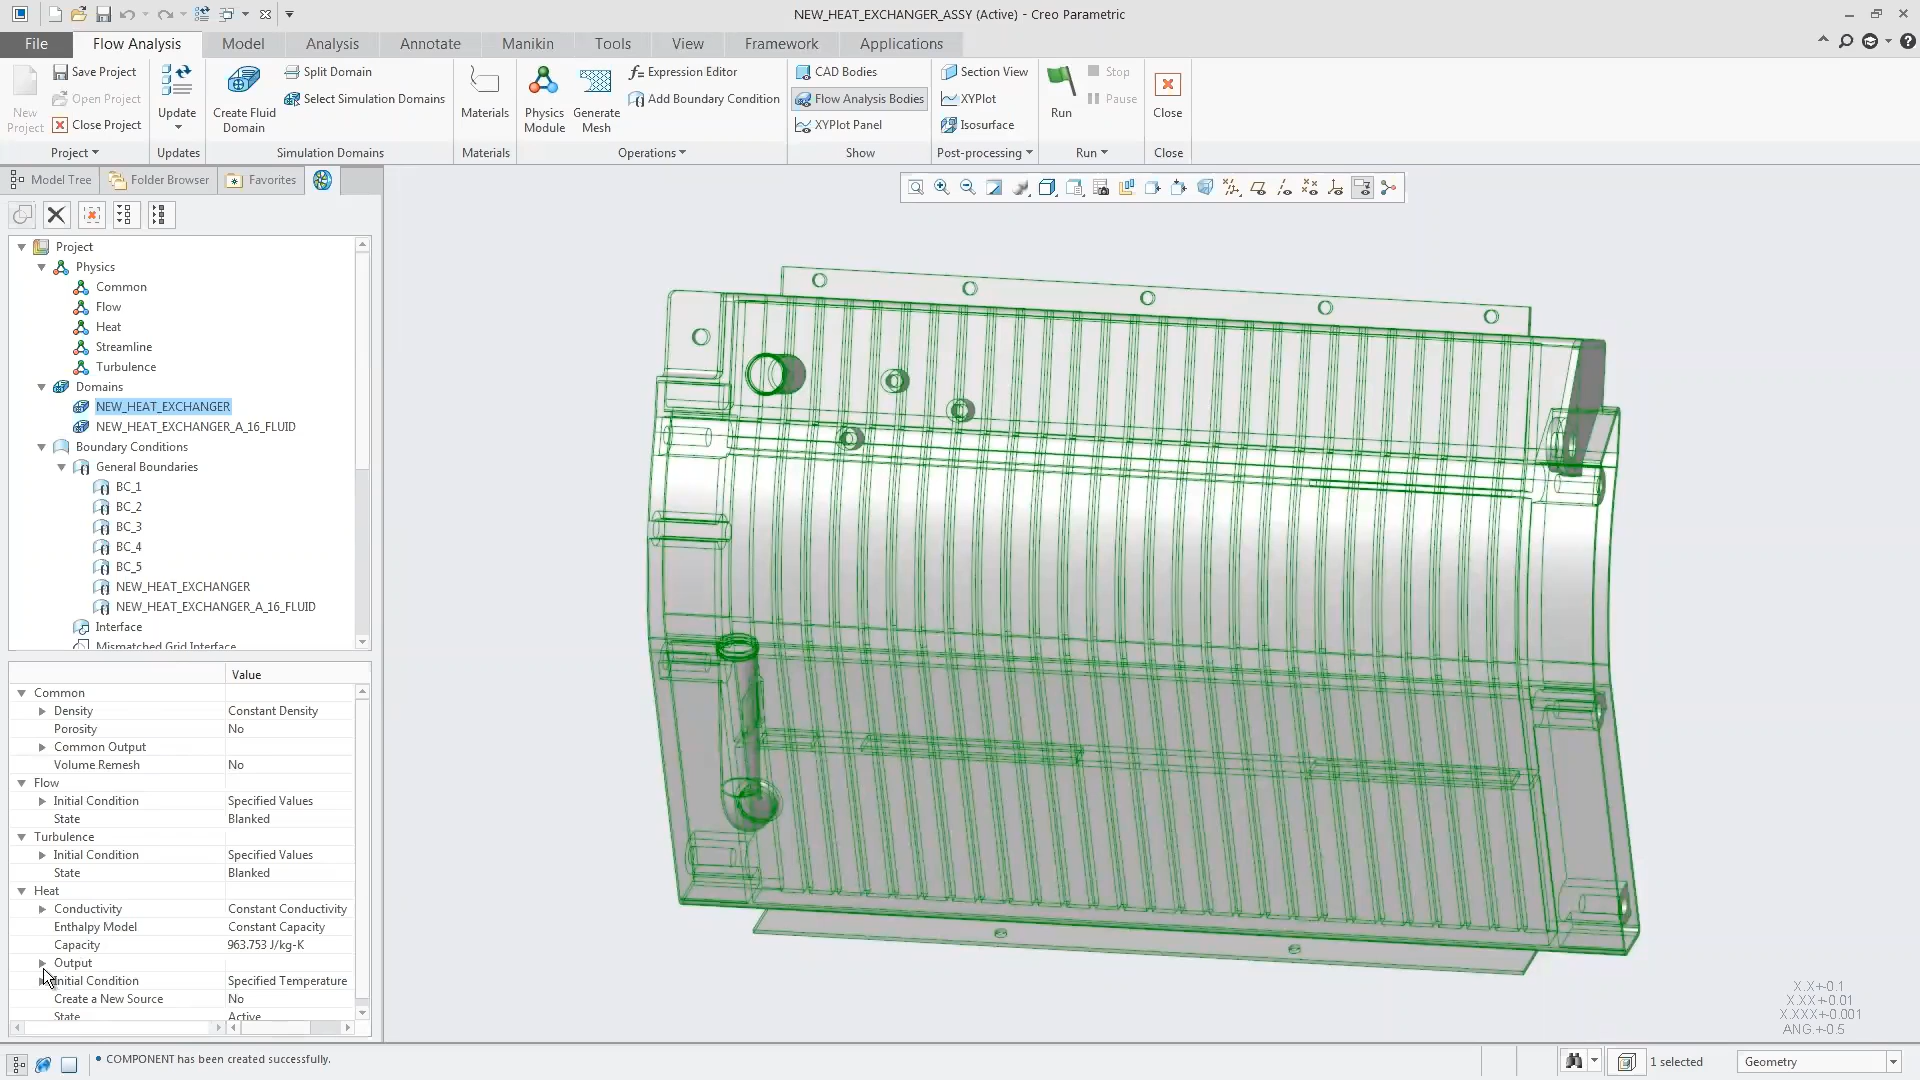 NEW_HEAT_EXCHANGER_ASSY (Active) - Creo Parametric
File Flow Analysis Model Analysis Annotate Manikin Tools View Framework Applications
New Project
Save Project
Open Project
Close Project
Project
Update
Updates
Create Fluid Domain
Split Domain
Select Simulation Domains
Simulation Domains
Materials
Materials
Physics Module
Generate Mesh
Expression Editor
Add Boundary Condition
Operations
CAD Bodies
Flow Analysis Bodies
XYPlot Panel
Show
Section View
XYPlot
Isosurface
Post-processing
Run
Stop
Pause
Run
Close
Close
Model Tree Folder Browser Favorites
Project
Physics
Common
Flow
Heat
Streamline
Turbulence
Domains
NEW_HEAT_EXCHANGER
NEW_HEAT_EXCHANGER_A_16_FLUID
Boundary Conditions
General Boundaries
BC_1
BC_2
BC_3
BC_4
BC_5
NEW_HEAT_EXCHANGER
NEW_HEAT_EXCHANGER_A_16_FLUID
Interface
Mismatched Grid Interface
Value
Common
Density Constant Density
Porosity No
Common Output
Volume Remesh No
Flow
Initial Condition Specified Values
State Blanked
Turbulence
Initial Condition Specified Values
State Blanked
Heat
Conductivity Constant Conductivity
Enthalpy Model Constant Capacity
Capacity 963.753 J/kg-K
Output
Initial Condition Specified Temperature
Create a New Source No
State Active
X.X+-0.1
X.XX+-0.01
X.XXX+-0.001
ANG.+-0.5
COMPONENT has been created successfully.
1 selected
Geometry